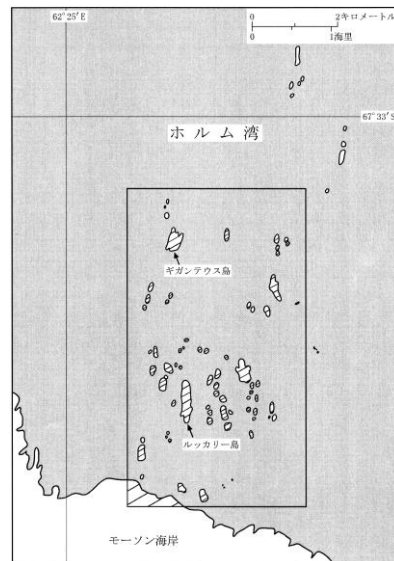 62°25'E
0 2キロメートル
0 1海里
67°33'S
ホルム湾
ギガンテウス島
ルッカリー島
モーソン海岸